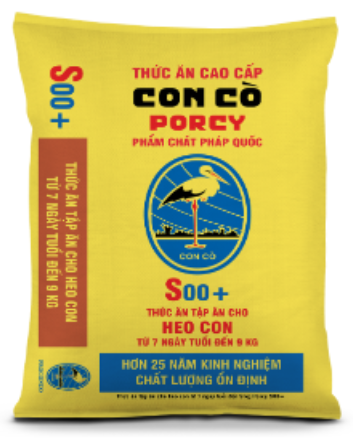 THỨC ĂN CAO CẤP
CON CÒ
PORCY
PHẨM CHẤT PHÁP QUỐC
CON CÒ
S00+
THỨC ĂN TẬP ĂN CHO
HEO CON
TỪ 7 NGÀY TUỔI ĐẾN 9 KG
HƠN 25 NĂM KINH NGHIỆM
CHẤT LƯỢNG ỔN ĐỊNH
S00+
THỨC ĂN TẬP ĂN CHO HEO CON
TỪ 7 NGÀY TUỔI ĐẾN 9 KG